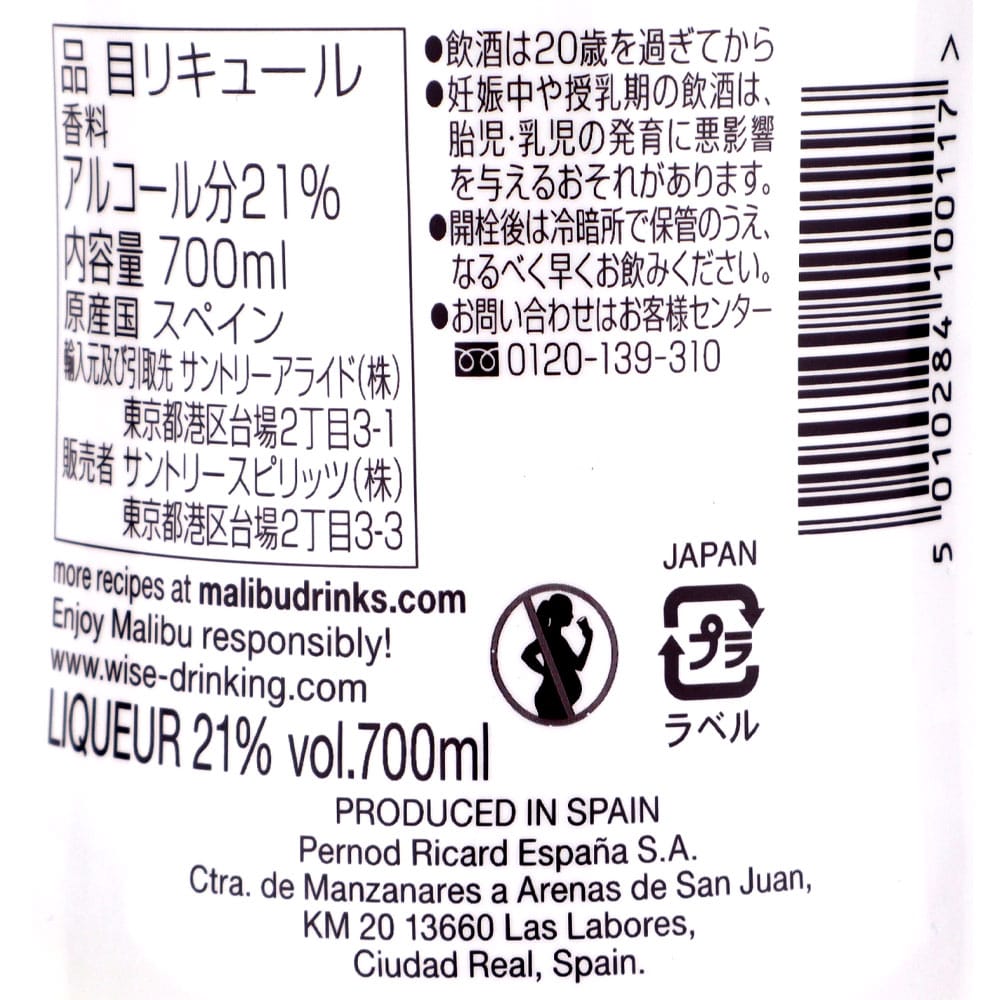 品目リキュール
香料
アルコール分21%
内容量 700ml
原産国 スペイン
輸入元及び引取先 サントリーアライド(株)
東京都港区台場2丁目3-1
販売者 サントリースピリッツ(株)
東京都港区台場2丁目3-3
●飲酒は20歳を過ぎてから
●妊娠中や授乳期の飲酒は、
胎児・乳児の発育に悪影響
を与えるおそれがあります。
●開栓後は冷暗所で保管のうえ、
なるべく早くお飲みください。
●お問い合わせはお客様センター
0120-139-310
5 010284 100117 >
more recipes at malibudrinks.com
Enjoy Malibu responsibly!
www.wise-drinking.com
LIQUEUR 21% vol.700ml
JAPAN
プラ
ラベル
PRODUCED IN SPAIN
Pernod Ricard España S.A.
Ctra. de Manzanares a Arenas de San Juan,
KM 20 13660 Las Labores,
Ciudad Real, Spain.